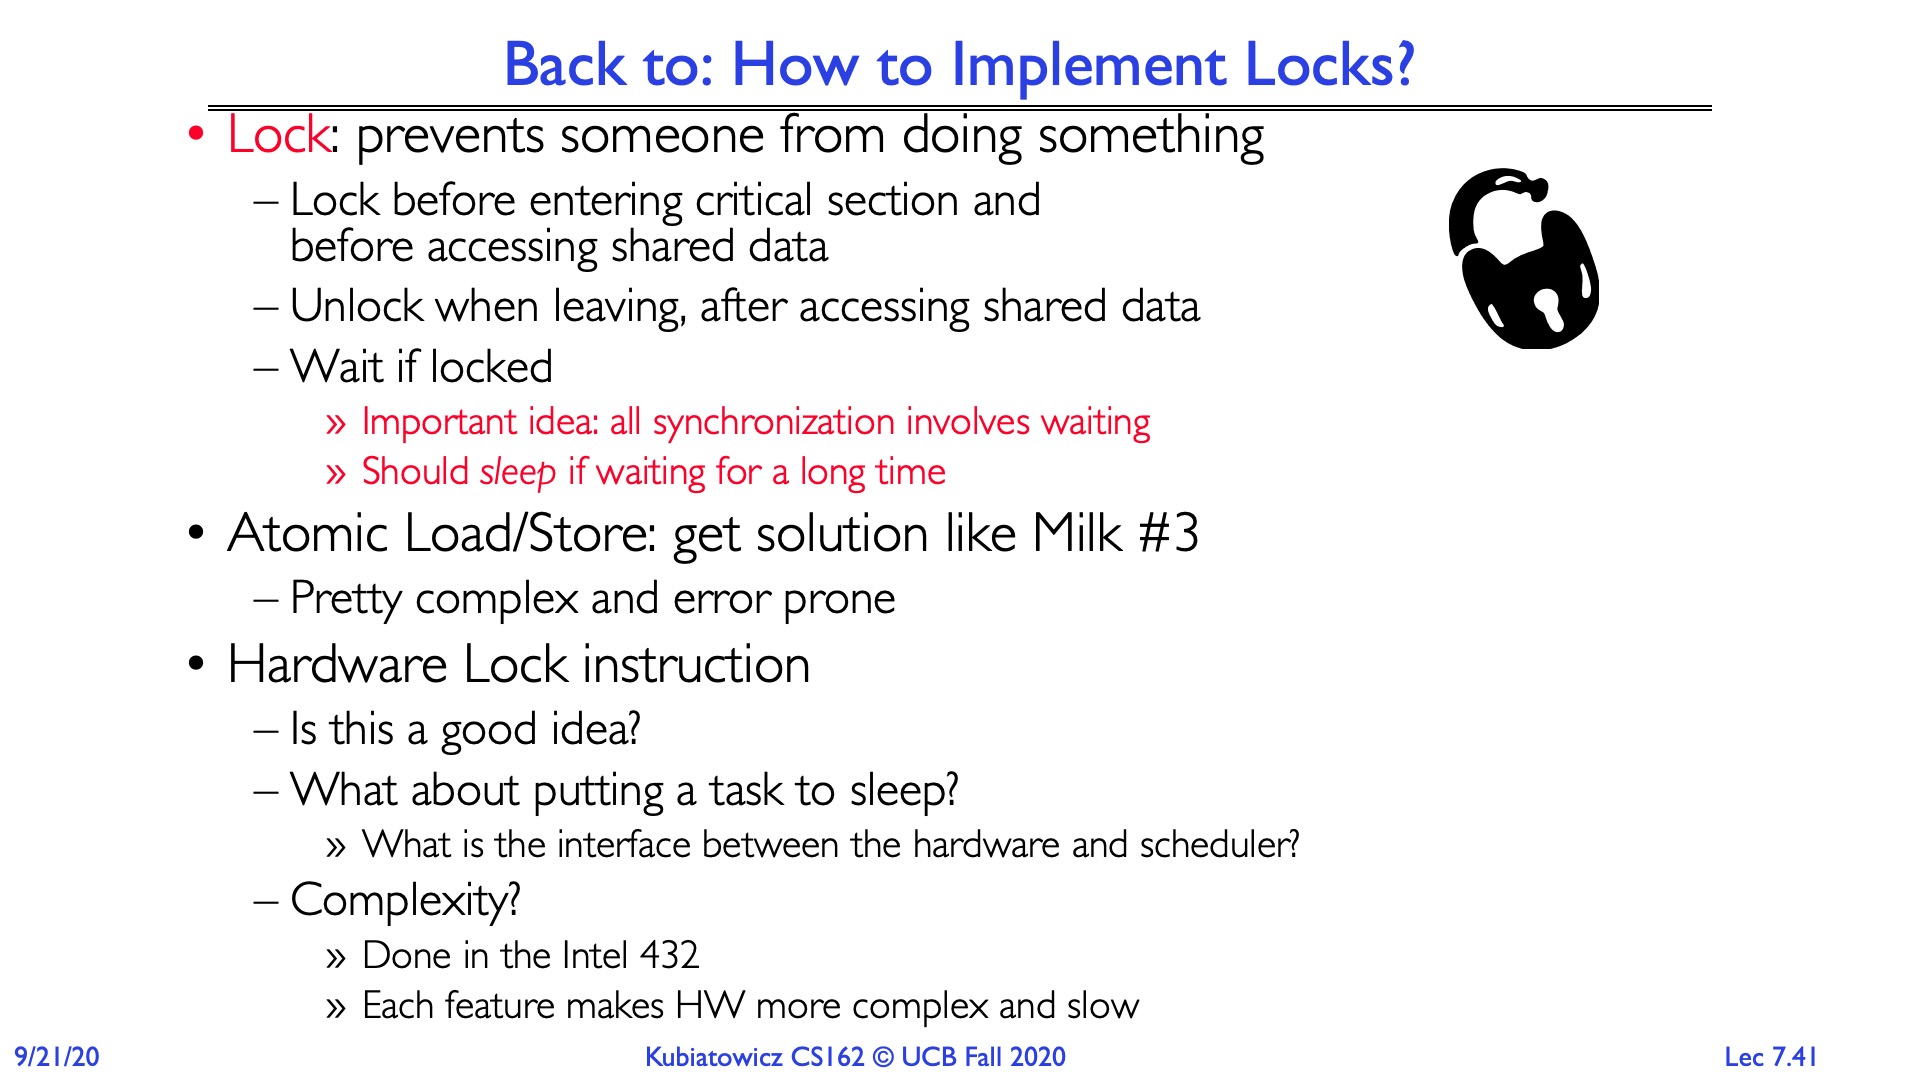 Back to: How to Implement Locks?
• Lock: prevents someone from doing something
– Lock before entering critical section and
before accessing shared data
– Unlock when leaving, after accessing shared data
– Wait if locked
» Important idea: all synchronization involves waiting
» Should sleep if waiting for a long time
• Atomic Load/Store: get solution like Milk #3
– Pretty complex and error prone
• Hardware Lock instruction
– Is this a good idea?
– What about putting a task to sleep?
» What is the interface between the hardware and scheduler?
– Complexity?
» Done in the Intel 432
» Each feature makes HW more complex and slow
9/21/20
Kubiatowicz CS162 © UCB Fall 2020
Lec 7.41